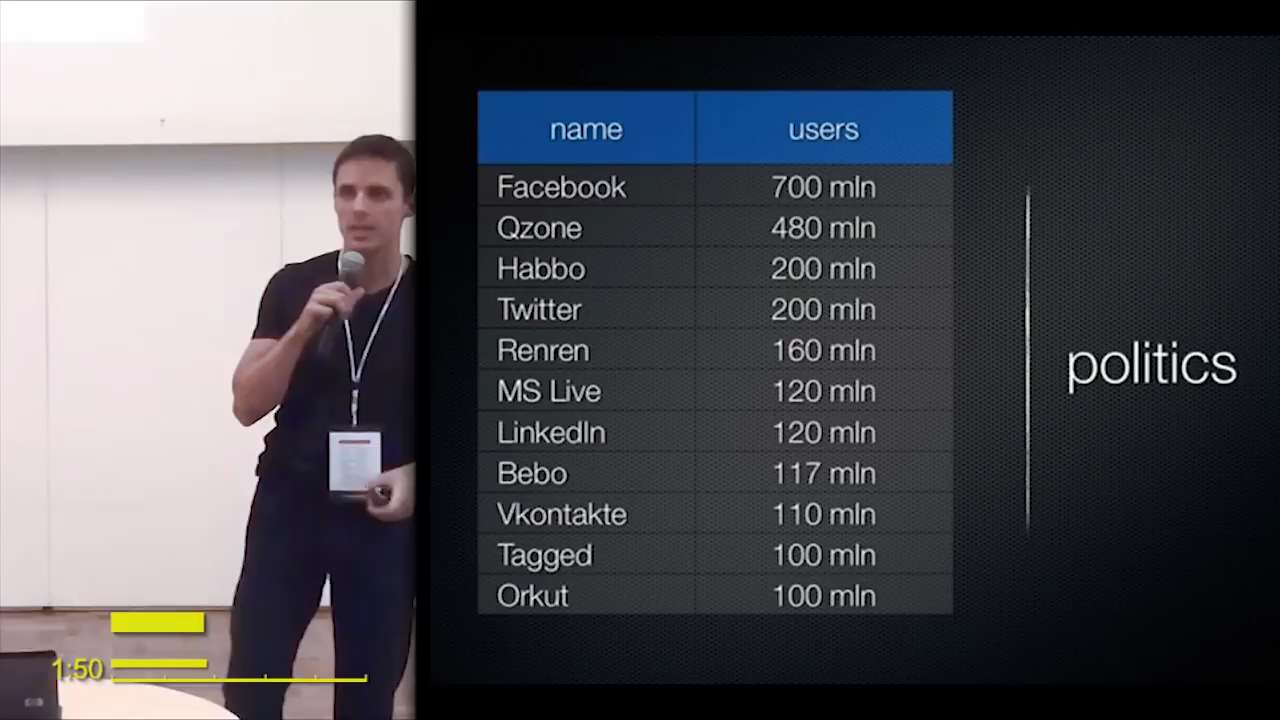 name users
Facebook 700 mln
Qzone 480 mln
Habbo 200 mln
Twitter 200 mln
Renren 160 mln
MS Live 120 mln
LinkedIn 120 mln
Bebo 117 mln
Vkontakte 110 mln
Tagged 100 mln
Orkut 100 mln
politics
1:50